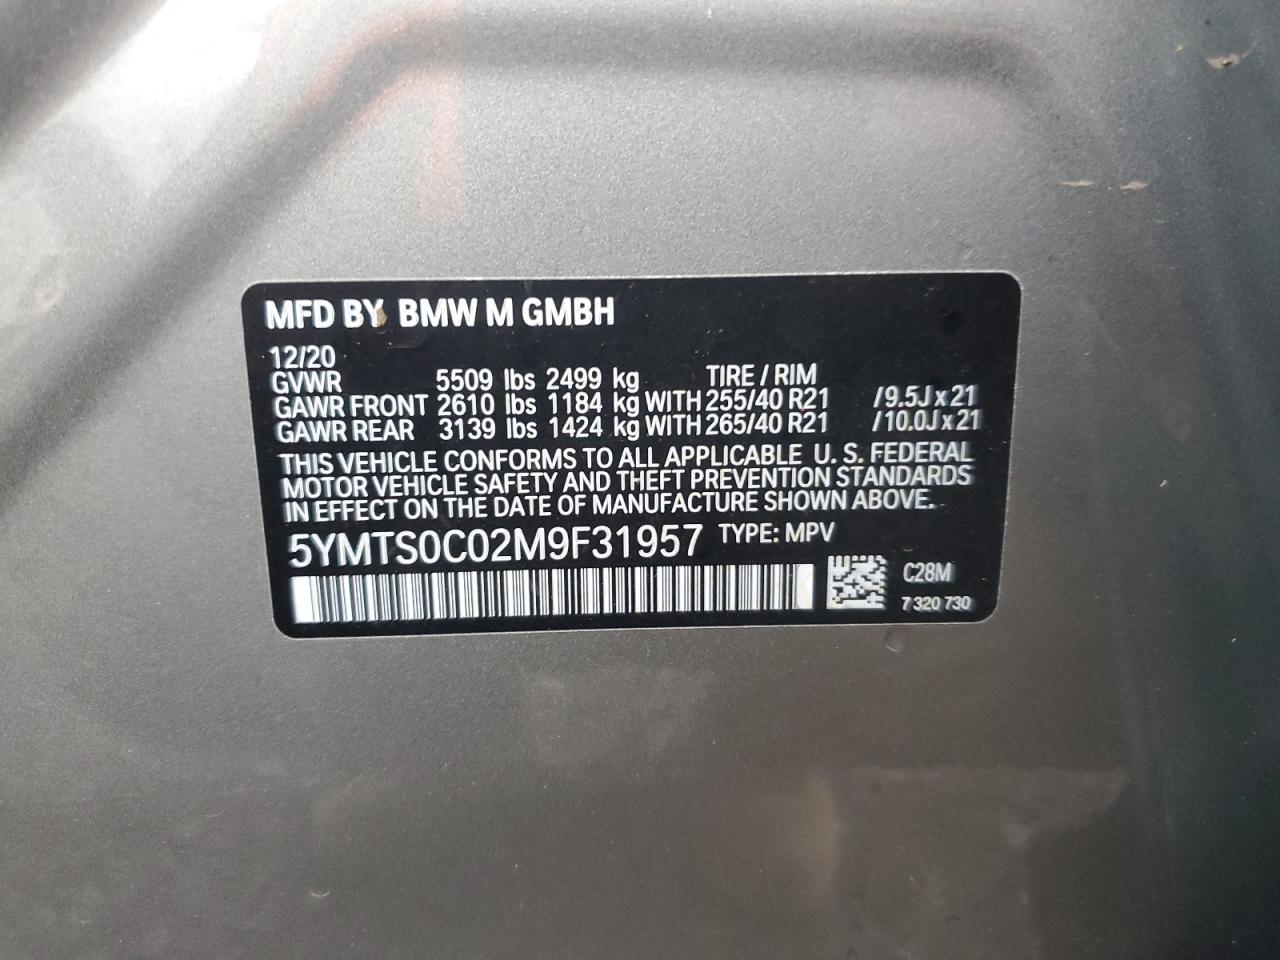 MFD BY BMW M GMBH
12/20
GVWR 5509 lbs 2499 kg TIRE / RIM
GAWR FRONT 2610 lbs 1184 kg WITH 255/40 R21 /9.5J x 21
GAWR REAR 3139 lbs 1424 kg WITH 265/40 R21 /10.0J x 21
THIS VEHICLE CONFORMS TO ALL APPLICABLE U. S. FEDERAL
MOTOR VEHICLE SAFETY AND THEFT PREVENTION STANDARDS
IN EFFECT ON THE DATE OF MANUFACTURE SHOWN ABOVE.
5YMTS0C02M9F31957 TYPE: MPV
C28M
7 320 730